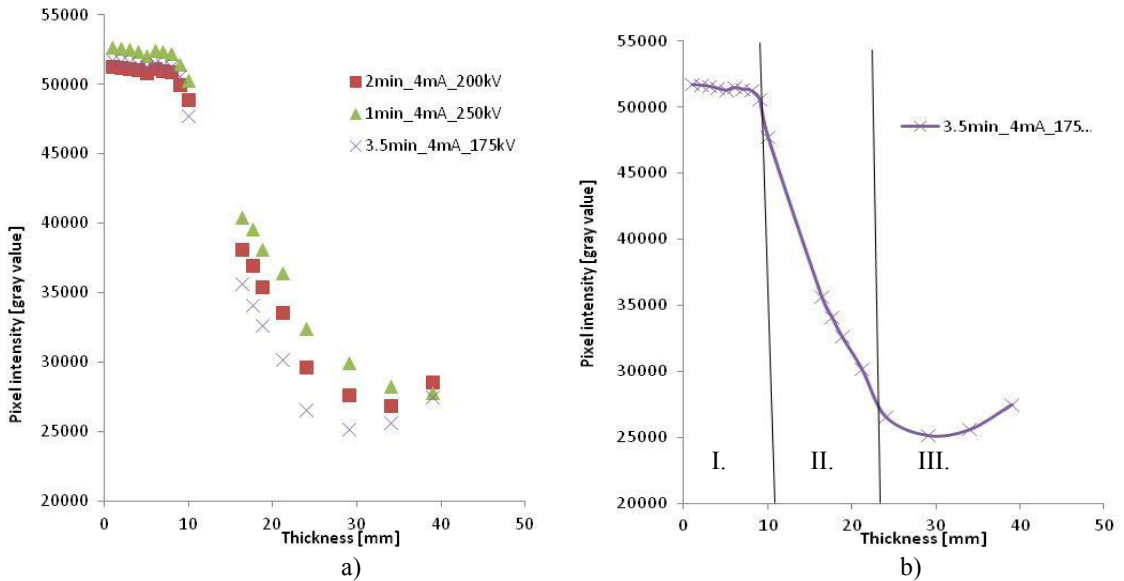 55000
50000
45000
40000
35000
30000
25000
20000
Pixel intensity [gray value]
2min_4mA_200kV
1min_4mA_250kV
3.5min_4mA_175kV
0 10 20 30 40 50
Thickness [mm]
a)
55000
50000
45000
40000
35000
30000
25000
20000
Pixel intensity [gray value]
3.5min_4mA_175...
I. II. III.
0 10 20 30 40 50
Thickness [mm]
b)